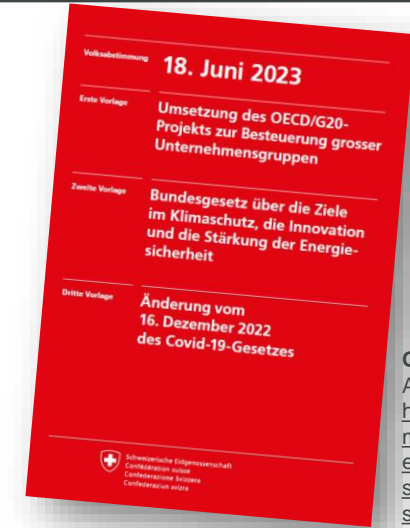 Volksabstimmung
18. Juni 2023
Erste Vorlage
Umsetzung des OECD/G20-
Projekts zur Besteuerung grosser
Unternehmensgruppen
Zweite Vorlage
Bundesgesetz über die Ziele
im Klimaschutz, die Innovation
und die Stärkung der Energie-
sicherheit
Dritte Vorlage
Änderung vom
16. Dezember 2022
des Covid-19-Gesetzes
Schweizerische Eidgenossenschaft
Confédération suisse
Confederazione Svizzera
Confederaziun svizra